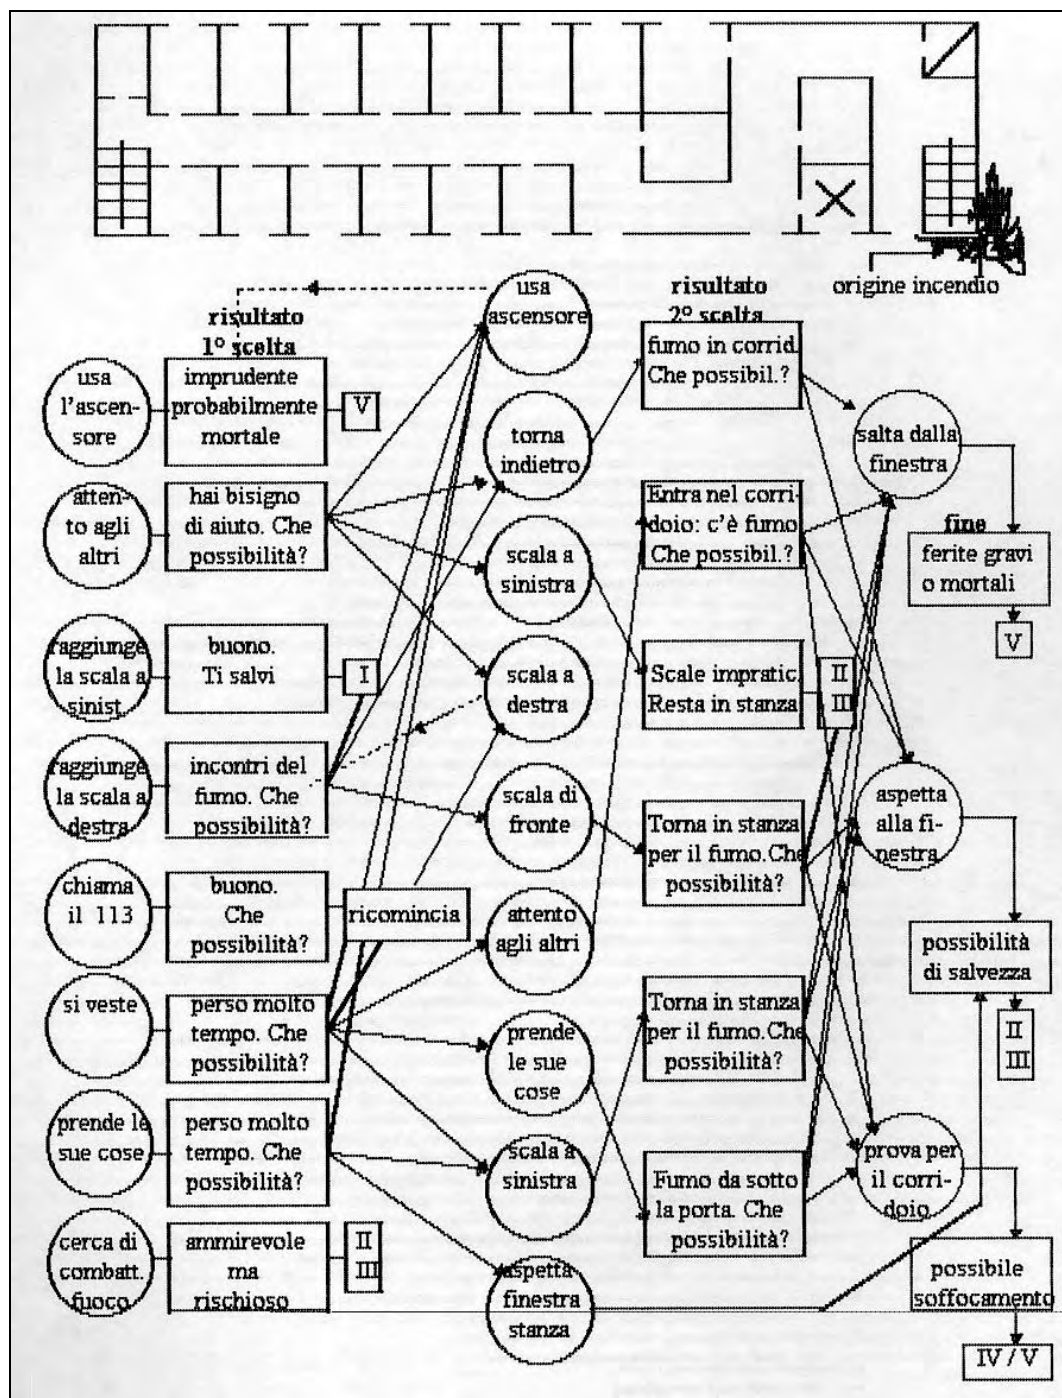 origine incendio
risultato
1º scelta
usa
ascensore
risultato
2º scelta
usa
l'ascen-
sore
imprudente
probabilmente
mortale
V
atten-
to agli
altri
hai bisigno
di aiuto. Che
possibilità?
raggiunge
la scala a
sinist.
buono.
Ti salvi
I
raggiunge
la scala a
destra
incontri del
fumo. Che
possibilità?
chiama
il 113
buono.
Che
possibilità?
ricomincia
si veste
perso molto
tempo. Che
possibilità?
prende le
sue cose
perso molto
tempo. Che
possibilità?
cerca di
combatt.
fuoco
ammirevole
ma
rischioso
II
III
torna
indietro
scala a
sinistra
scala a
destra
scala di
fronte
attento
agli altri
prende
le sue
cose
scala a
sinistra
aspetta
finestra
stanza
fumo in corrid.
Che possibil.?
Entra nel corri-
doio: c'è fumo
Che possibil.?
Scale impratic.
Resta in stanza
II
III
Torna in stanza
per il fumo.Che
possibilità?
Torna in stanza
per il fumo.Che
possibilità?
Fumo da sotto
la porta. Che
possibilità?
salta dalla
finestra
fine
ferite gravi
o mortali
V
aspetta
alla fi-
nestra
possibilità
di salvezza
II
III
prova per
il corri-
doio
possibile
soffocamento
IV / V